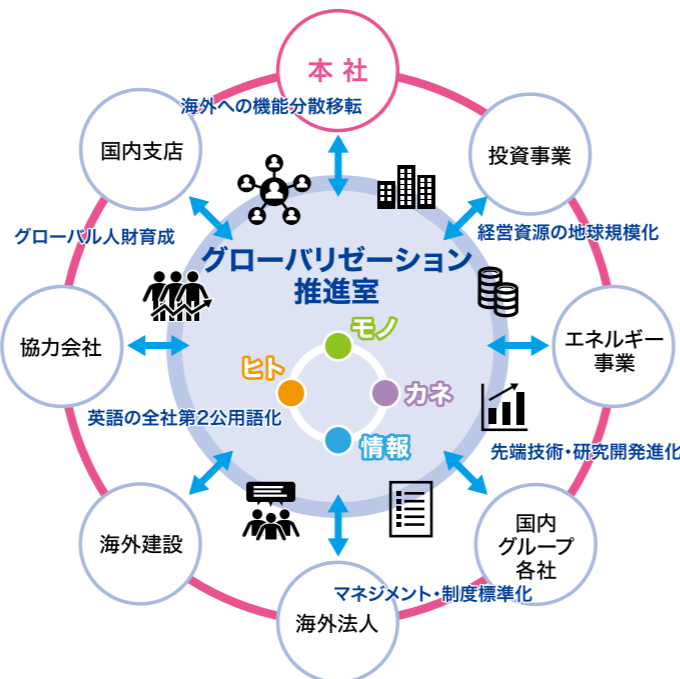 本社
海外への機能分散移転
国内支店
投資事業
グローバル人財育成
経営資源の地球規模化
グローバリゼーション
推進室
モノ
協力会社
エネルギー
事業
ヒト
カネ
英語の全社第2公用語化
情報
先端技術・研究開発進化
海外建設
国内
グループ
各社
マネジメント・制度標準化
海外法人